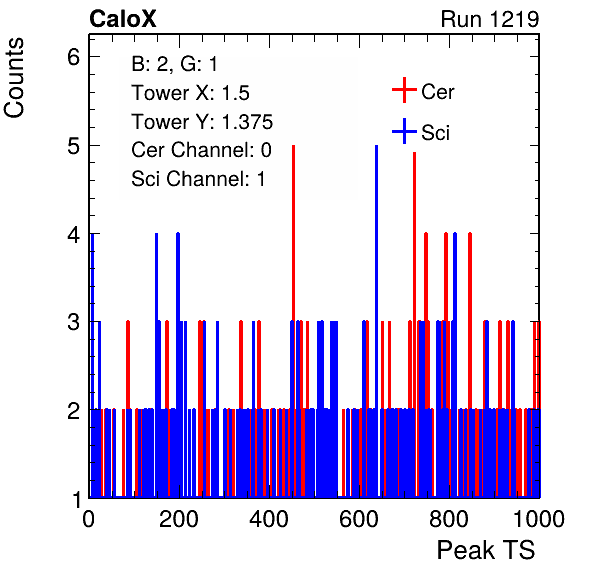 CaloX Run 1219
Counts
B: 2, G: 1
Tower X: 1.5
Tower Y: 1.375
Cer Channel: 0
Sci Channel: 1
Cer
Sci
6
5
4
3
2
1
0 200 400 600 800 1000
Peak TS